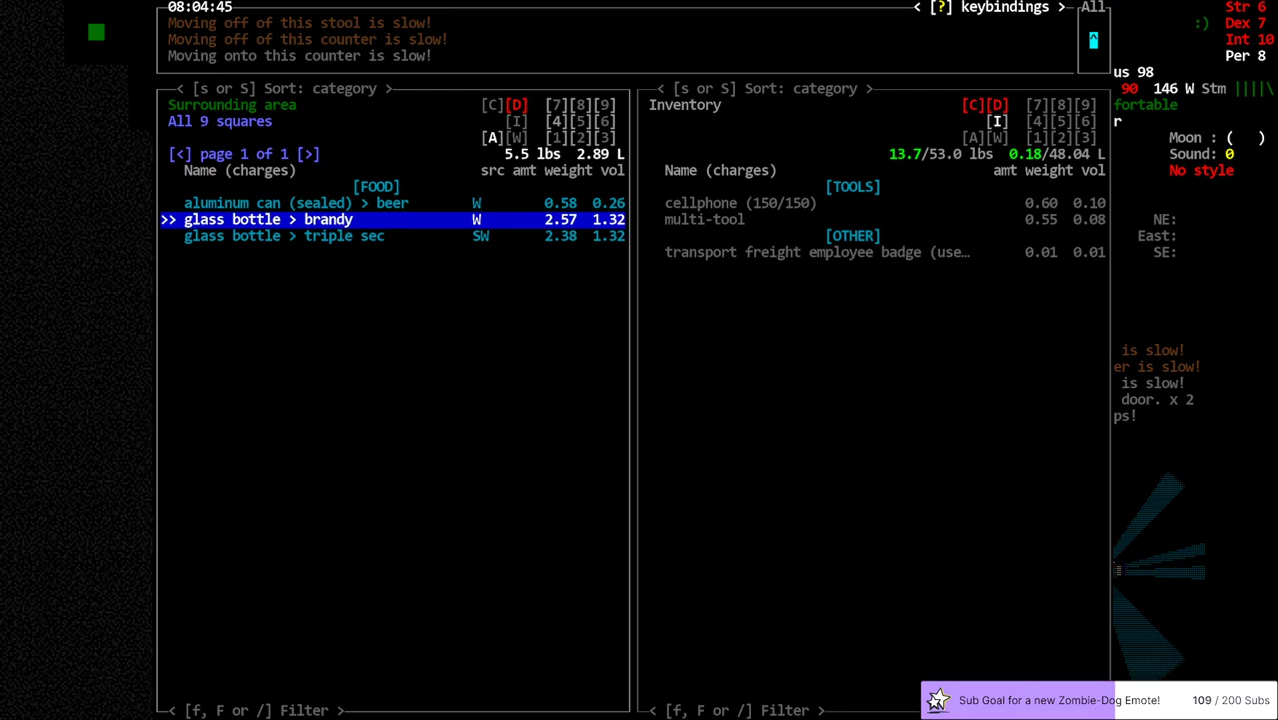 08:04:45
< [?] keybindings >
All
Str 6
Moving off of this stool is slow!
:)
Dex 7
Moving off of this counter is slow!
^
Int 10
Moving onto this counter is slow!
Per 8
us 98
< [s or S] Sort: category >
< [s or S] Sort: category >
90 146 W Stm ||||\
Surrounding area
[C][D] [7][8][9]
Inventory
[C][D] [7][8][9]
fortable
All 9 squares
[I] [4][5][6]
[I] [4][5][6]
r
[A][W] [1][2][3]
[A][W] [1][2][3]
Moon : ( )
[<] page 1 of 1 [>]
5.5 lbs 2.89 L
13.7/53.0 lbs 0.18/48.04 L
Sound: 0
Name (charges) src amt weight vol
Name (charges) amt weight vol
No style
[FOOD]
[TOOLS]
aluminum can (sealed) > beer W 0.58 0.26
cellphone (150/150) 0.60 0.10
>> glass bottle > brandy W 2.57 1.32
multi-tool 0.55 0.08
NE:
glass bottle > triple sec SW 2.38 1.32
[OTHER]
East:
transport freight employee badge (use… 0.01 0.01
SE:
is slow!
er is slow!
is slow!
door. x 2
ps!
< [f, F or /] Filter >
< [f, F or /] Filter >
Sub Goal for a new Zombie-Dog Emote! 109 / 200 Subs